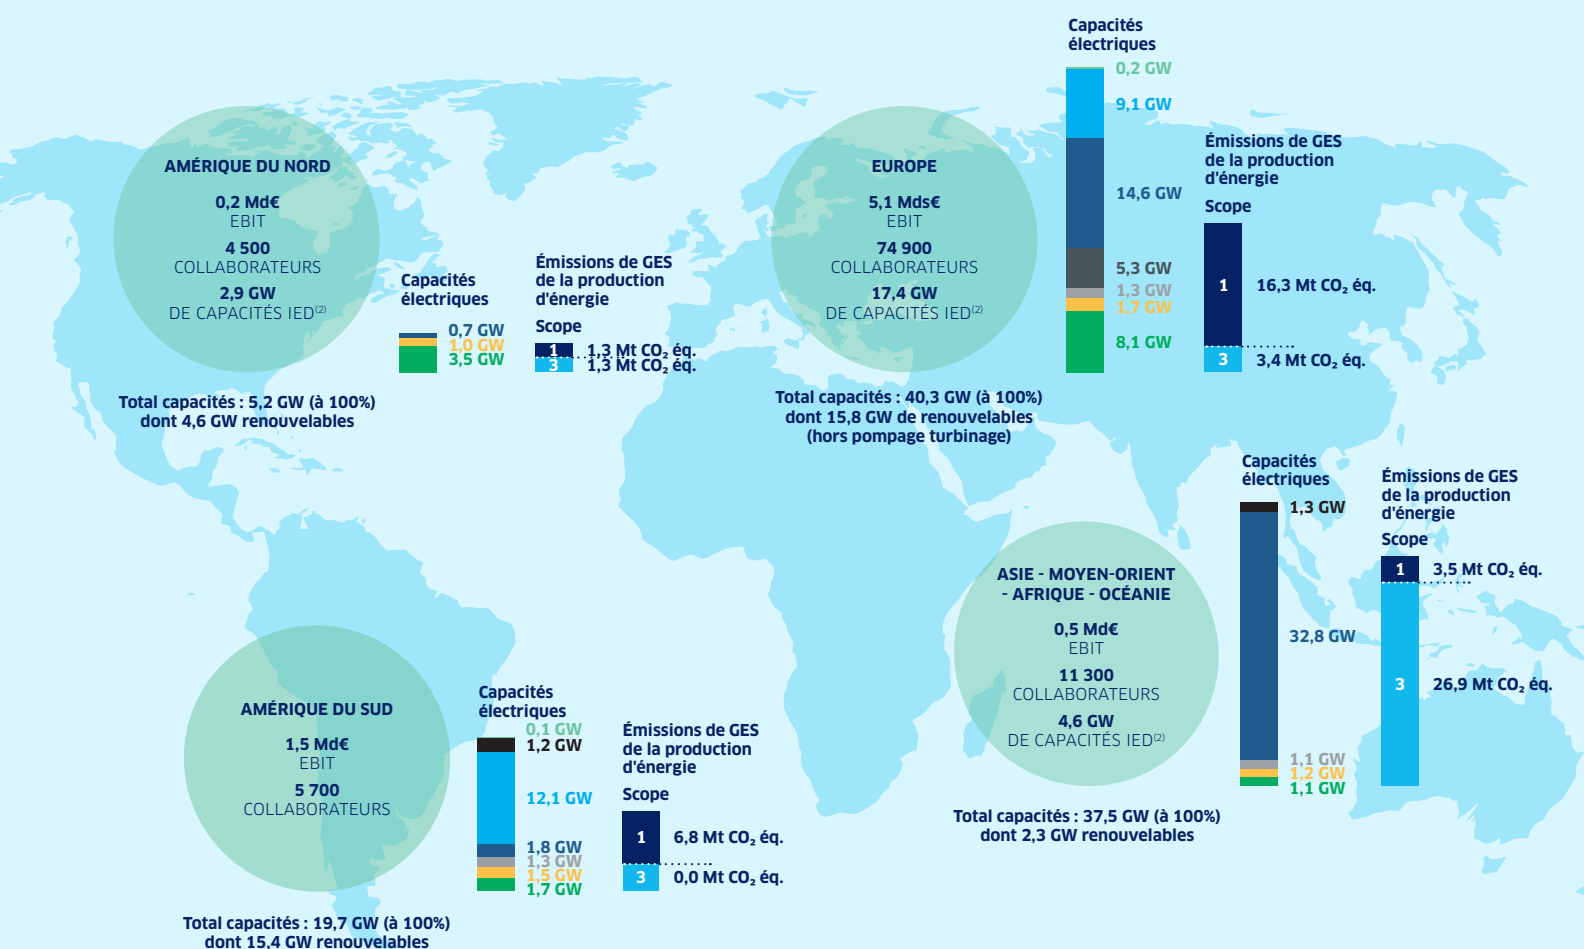 AMÉRIQUE DU NORD
0,2 Md€
EBIT
4 500
COLLABORATEURS
2,9 GW
DE CAPACITÉS IED(2)
Capacités
électriques
0,7 GW
1,0 GW
3,5 GW
Émissions de GES
de la production
d'énergie
Scope
1 1,3 Mt CO₂ éq.
3 1,3 Mt CO₂ éq.
Total capacités : 5,2 GW (à 100%)
dont 4,6 GW renouvelables
EUROPE
5,1 Mds€
EBIT
74 900
COLLABORATEURS
17,4 GW
DE CAPACITÉS IED(2)
Capacités
électriques
0,2 GW
9,1 GW
14,6 GW
5,3 GW
1,3 GW
1,7 GW
8,1 GW
Émissions de GES
de la production
d'énergie
Scope
1 16,3 Mt CO₂ éq.
3 3,4 Mt CO₂ éq.
Total capacités : 40,3 GW (à 100%)
dont 15,8 GW de renouvelables
(hors pompage turbinage)
AMÉRIQUE DU SUD
1,5 Md€
EBIT
5 700
COLLABORATEURS
Capacités
électriques
0,1 GW
1,2 GW
12,1 GW
1,8 GW
1,3 GW
1,5 GW
1,7 GW
Émissions de GES
de la production
d'énergie
Scope
1 6,8 Mt CO₂ éq.
3 0,0 Mt CO₂ éq.
Total capacités : 19,7 GW (à 100%)
dont 15,4 GW renouvelables
ASIE - MOYEN-ORIENT
- AFRIQUE - OCÉANIE
0,5 Md€
EBIT
11 300
COLLABORATEURS
4,6 GW
DE CAPACITÉS IED(2)
Capacités
électriques
1,3 GW
32,8 GW
1,1 GW
1,2 GW
1,1 GW
Émissions de GES
de la production
d'énergie
Scope
1 3,5 Mt CO₂ éq.
3 26,9 Mt CO₂ éq.
Total capacités : 37,5 GW (à 100%)
dont 2,3 GW renouvelables